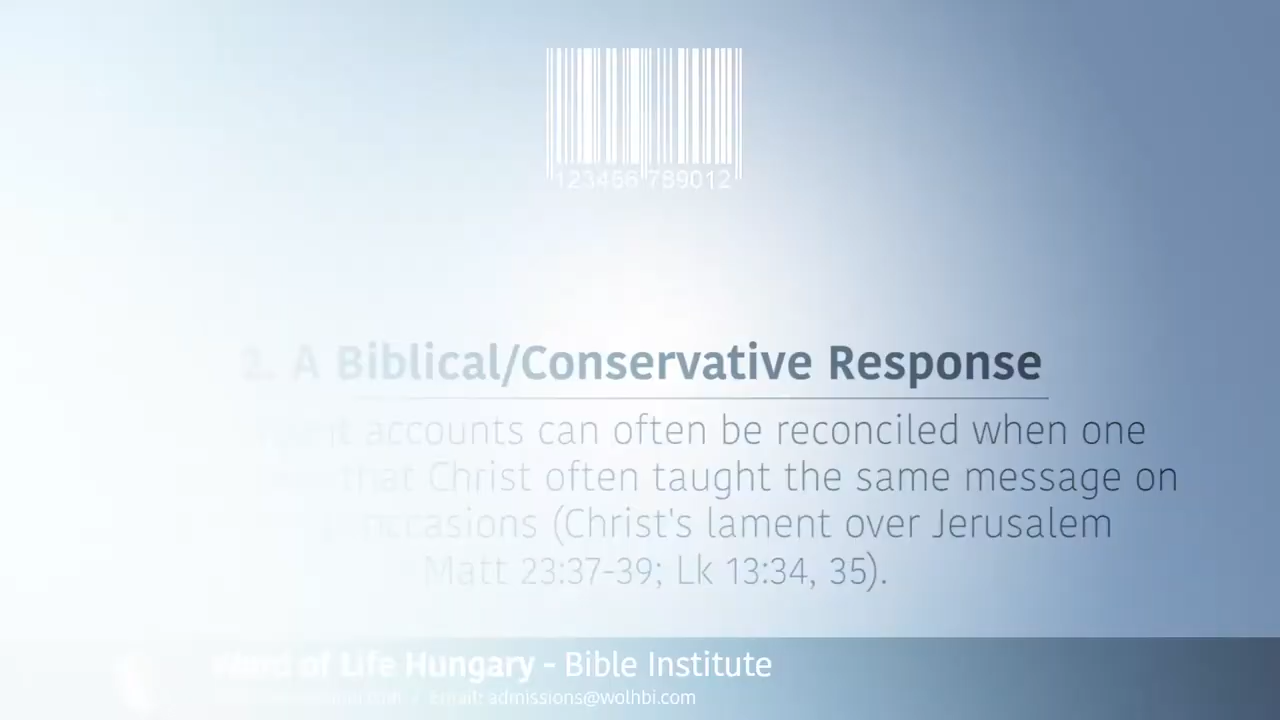 123456 789012
2. A Biblical/Conservative Response
accounts can often be reconciled when one
that Christ often taught the same message on
occasions (Christ's lament over Jerusalem
Matt 23:37-39; Lk 13:34, 35).
Word of Life Hungary - Bible Institute
Email: admissions@wolhbi.com